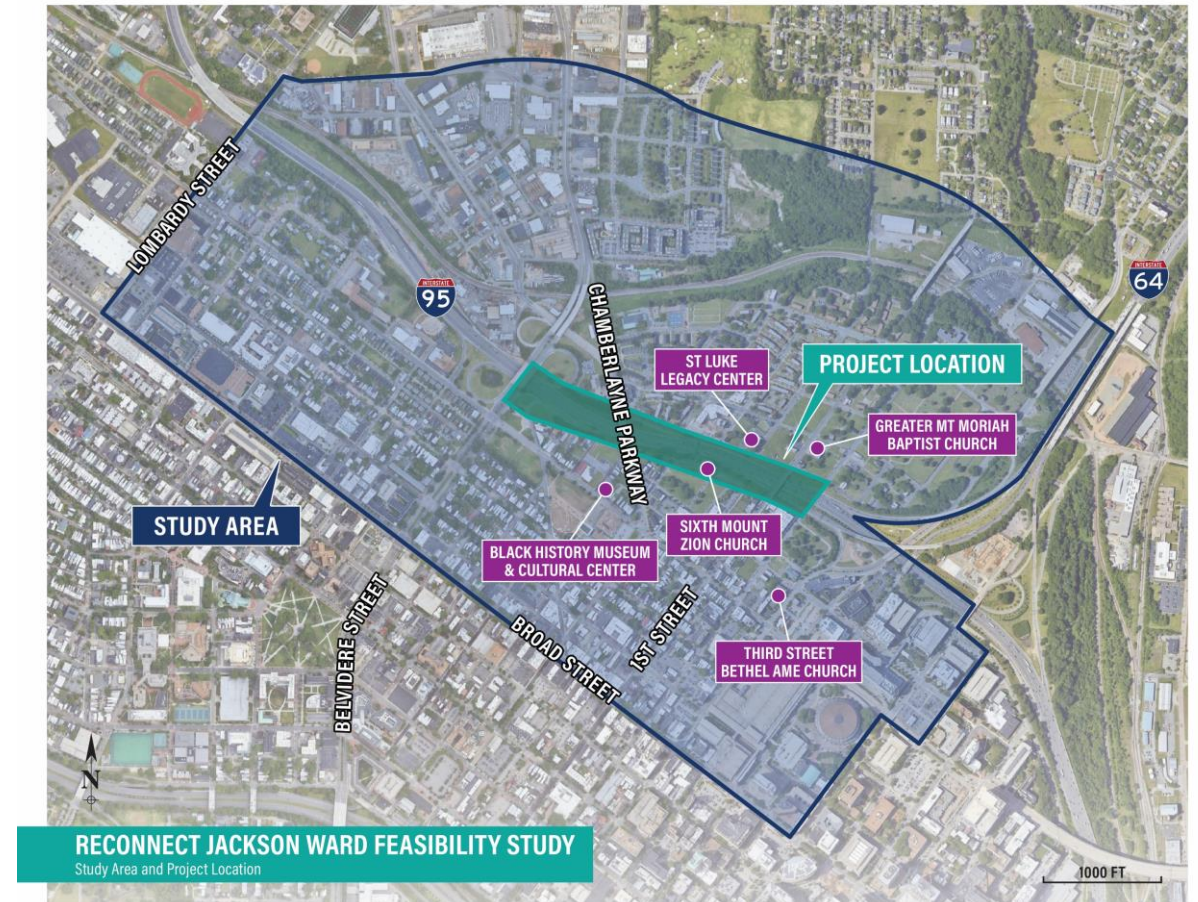 LOMBARDY STREET
INTERSTATE
95
CHAMBERLAYNE PARKWAY
INTERSTATE
64
ST LUKE
LEGACY CENTER
PROJECT LOCATION
GREATER MT MORIAH
BAPTIST CHURCH
STUDY AREA
SIXTH MOUNT
ZION CHURCH
BLACK HISTORY MUSEUM
& CULTURAL CENTER
BELVIDERE STREET
BROAD STREET
1ST STREET
THIRD STREET
BETHEL AME CHURCH
N
RECONNECT JACKSON WARD FEASIBILITY STUDY
Study Area and Project Location
1000 FT